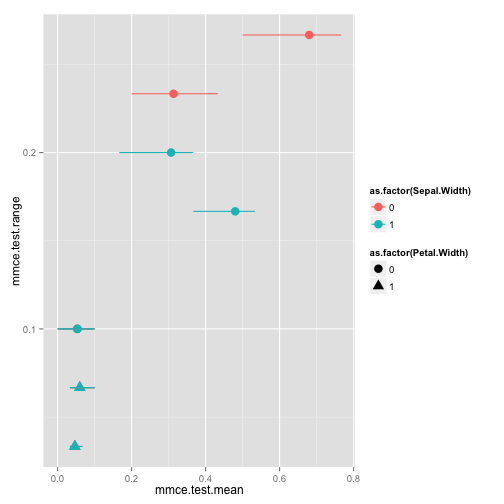 mmce.test.range
0.2
0.1
0.0
0.2
0.4
0.6
0.8
mmce.test.mean
as.factor(Sepal.Width)
0
1
as.factor(Petal.Width)
0
1